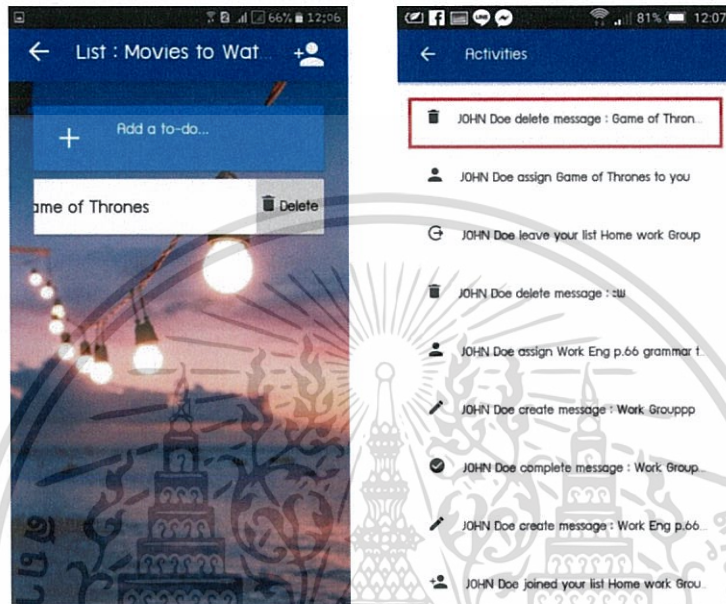 66% 12:06
List : Movies to Wat...
Add a to-do...
ame of Thrones
Delete
81% 12:07
Activities
JOHN Doe delete message : Game of Thron...
JOHN Doe assign Game of Thrones to you
JOHN Doe leave your list Home work Group
JOHN Doe delete message :
JOHN Doe assign Work Eng p.66 grammar t...
JOHN Doe create message : Work Grouppp
JOHN Doe complete message : Work Group...
JOHN Doe create message : Work Eng p.66...
JOHN Doe joined your list Home work Grou...